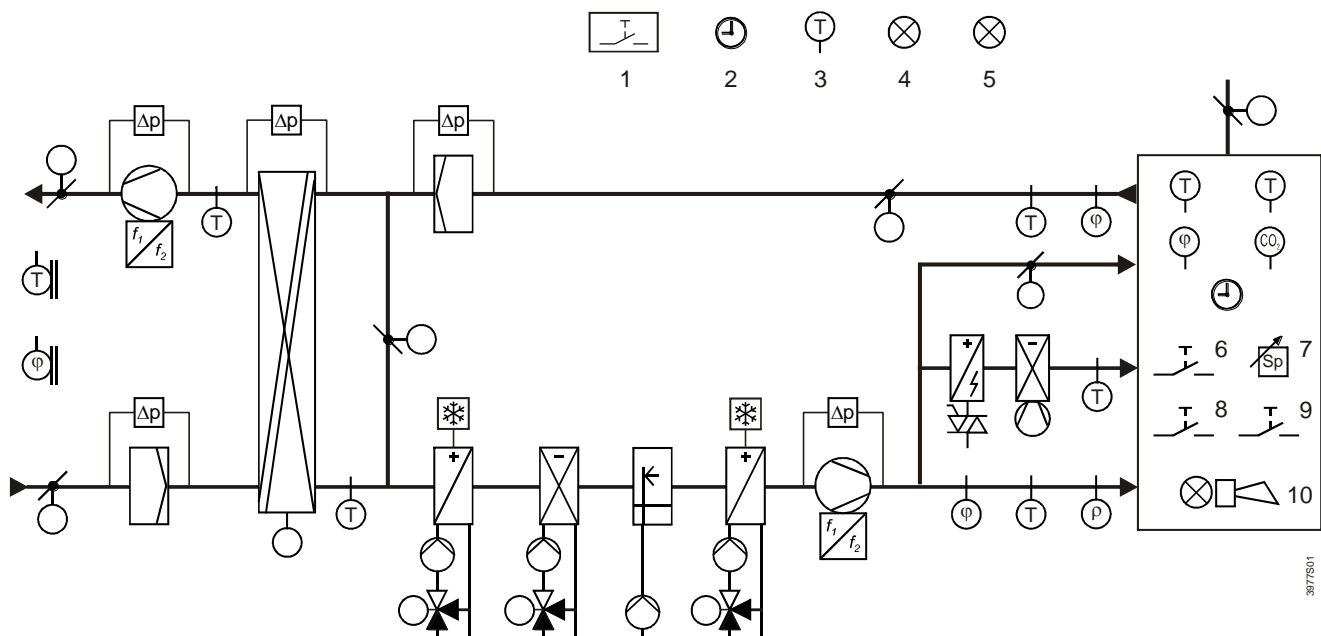 T
1 2 3 4 5
Δp Δp Δp
T T φ
f1
f2
T T
φ CO2
T
φ
6 Sp 7
T
8 9
Δp Δp
T φ T ρ
f1
f2
10
3977S01